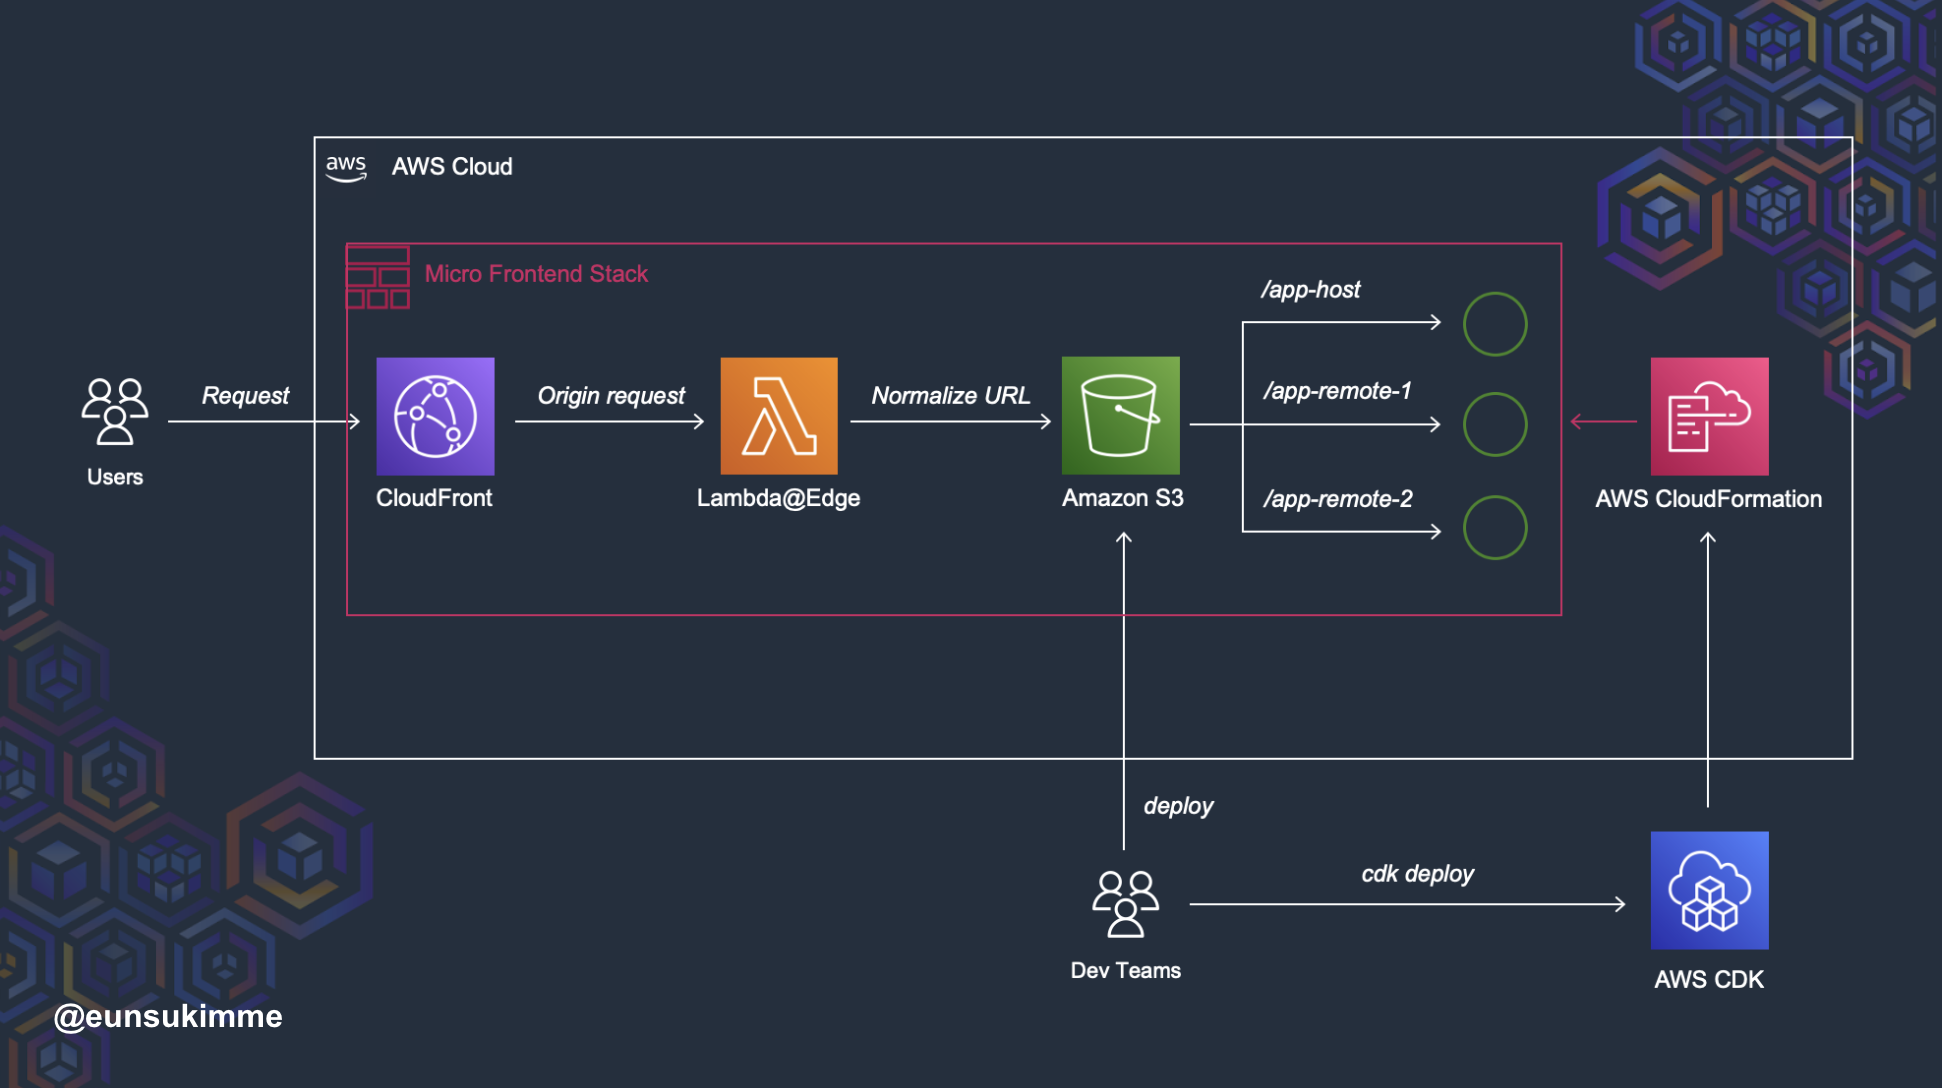 aws
AWS Cloud
Micro Frontend Stack
/app-host
/app-remote-1
/app-remote-2
Request
Origin request
Normalize URL
Users
CloudFront
Lambda@Edge
Amazon S3
AWS CloudFormation
deploy
cdk deploy
Dev Teams
AWS CDK
@eunsukimme